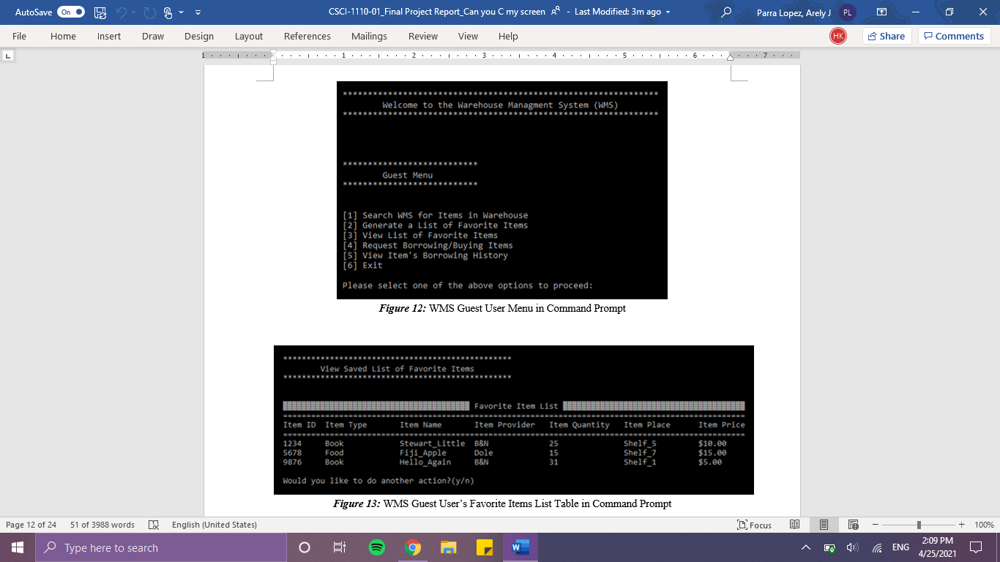 AutoSave On CSCI-1110-01_Final Project Report_Can you C my screen - Last Modified: 3m ago Parra Lopez, Arely J PL
File Home Insert Draw Design Layout References Mailings Review View Help HK Share Comments
1 1 2 3 4 5 6 7
***************************************************************
Welcome to the Warehouse Managment System (WMS)
***************************************************************
***************************
Guest Menu
***************************
[1] Search WMS for Items in Warehouse
[2] Generate a List of Favorite Items
[3] View List of Favorite Items
[4] Request Borrowing/Buying Items
[5] View Item's Borrowing History
[6] Exit
Please select one of the above options to proceed:
Figure 12: WMS Guest User Menu in Command Prompt
*************************************************
View Saved List of Favorite Items
*************************************************
Favorite Item List
Item ID Item Type Item Name Item Provider Item Quantity Item Place Item Price
1234 Book Stewart_Little B&N 25 Shelf_5 $10.00
5678 Food Fiji_Apple Dole 15 Shelf_7 $15.00
9876 Book Hello_Again B&N 31 Shelf_1 $5.00
Would you like to do another action?(y/n)
Figure 13: WMS Guest User’s Favorite Items List Table in Command Prompt
Page 12 of 24 51 of 3988 words English (United States) Focus 100%
Type here to search ENG 2:09 PM
4/25/2021